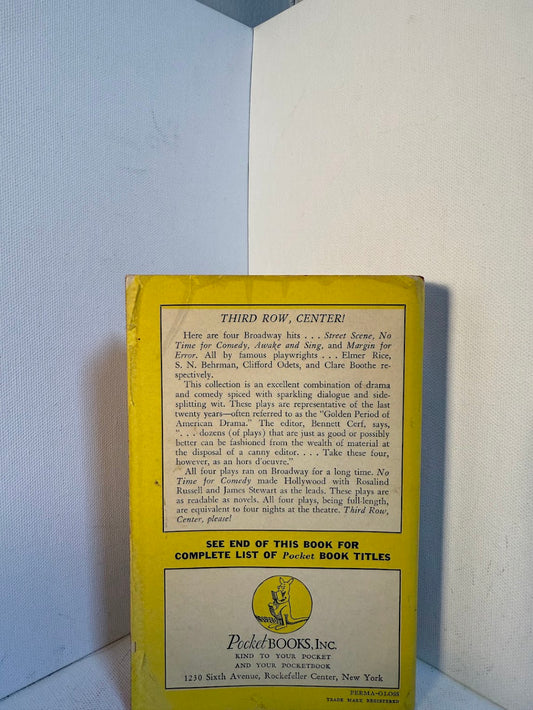 THIRD ROW, CENTER!
Here are four Broadway hits . . . Street Scene, No
Time for Comedy, Awake and Sing, and Margin for
Error. All by famous playwrights . . . Elmer Rice,
S. N. Behrman, Clifford Odets, and Clare Boothe re-
spectively.
This collection is an excellent combination of drama
and comedy spiced with sparkling dialogue and side-
splitting wit. These plays are representative of the last
twenty years—often referred to as the "Golden Period of
American Drama." The editor, Bennett Cerf, says,
". . . dozens (of plays) that are just as good or possibly
better can be fashioned from the wealth of material at
the disposal of a canny editor. . . . Take these four,
however, as an hors d'oeuvre."
All four plays ran on Broadway for a long time. No
Time for Comedy made Hollywood with Rosalind
Russell and James Stewart as the leads. These plays are
as readable as novels. All four plays, being full-length,
are equivalent to four nights at the theatre. Third Row,
Center, please!
SEE END OF THIS BOOK FOR
COMPLETE LIST OF Pocket BOOK TITLES
Pocket BOOKS, INC.
KIND TO YOUR POCKET
AND YOUR POCKETBOOK
1230 Sixth Avenue, Rockefeller Center, New York
PERMA-GLOSS
TRADE MARK REGISTERED